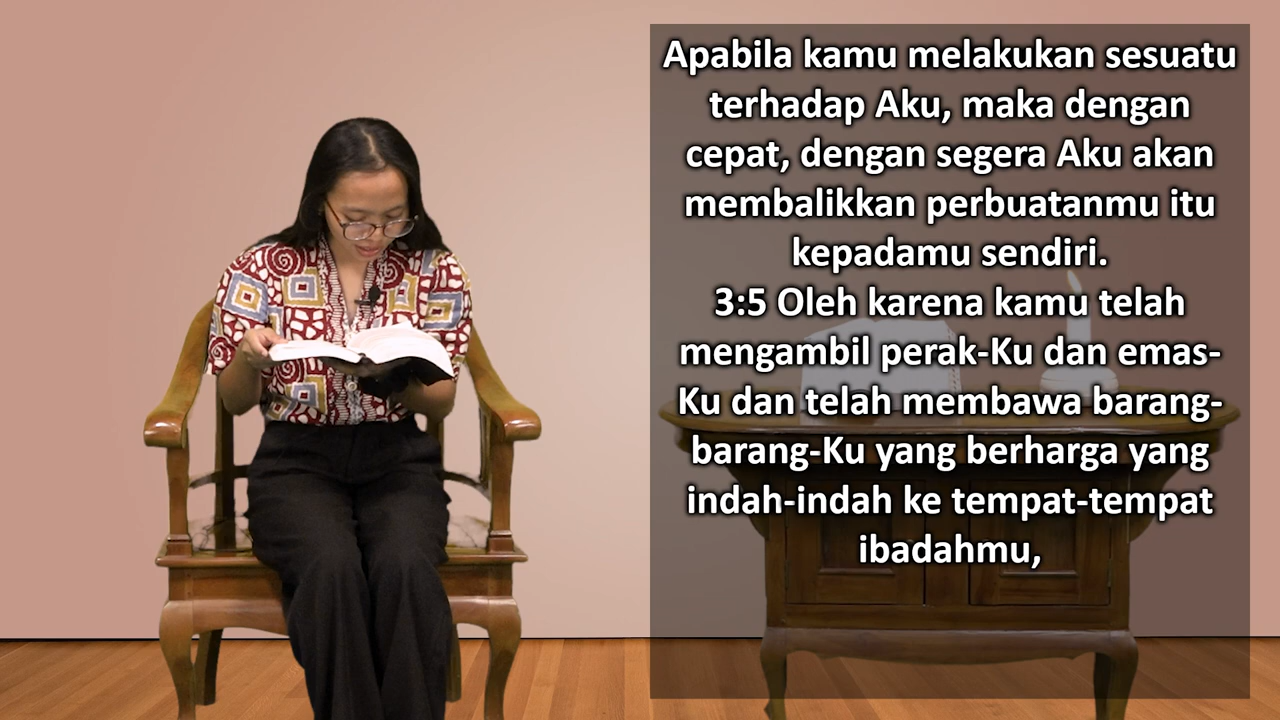 Apabila kamu melakukan sesuatu
terhadap Aku, maka dengan
cepat, dengan segera Aku akan
membalikkan perbuatanmu itu
kepadamu sendiri.
3:5 Oleh karena kamu telah
mengambil perak-Ku dan emas-
Ku dan telah membawa barang-
barang-Ku yang berharga yang
indah-indah ke tempat-tempat
ibadahmu,